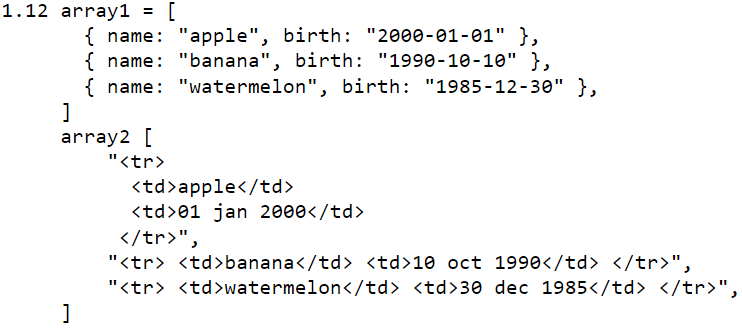 1.12 array1 = [
{ name: "apple", birth: "2000-01-01" },
{ name: "banana", birth: "1990-10-10" },
{ name: "watermelon", birth: "1985-12-30" },
]
array2 [
"<tr>
<td>apple</td>
<td>01 jan 2000</td>
</tr>",
"<tr> <td>banana</td> <td>10 oct 1990</td> </tr>",
"<tr> <td>watermelon</td> <td>30 dec 1985</td> </tr>",
]